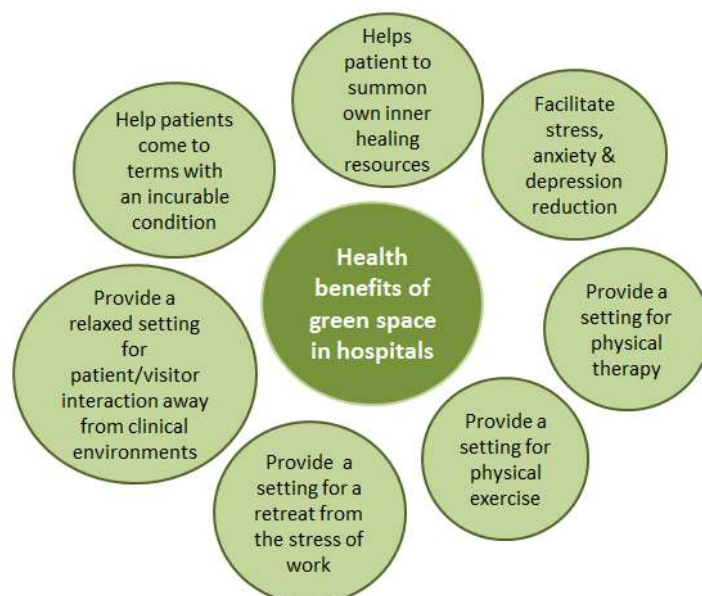 Helps
patient to
summon
own inner
healing
resources
Facilitate
stress,
anxiety &
depression
reduction
Provide a
setting for
physical
therapy
Provide a
setting for
physical
exercise
Provide a
setting for a
retreat from
the stress of
work
Provide a
relaxed setting
for
patient/visitor
interaction away
from clinical
environments
Help patients
come to
terms with
an incurable
condition
Health
benefits of
green space
in hospitals